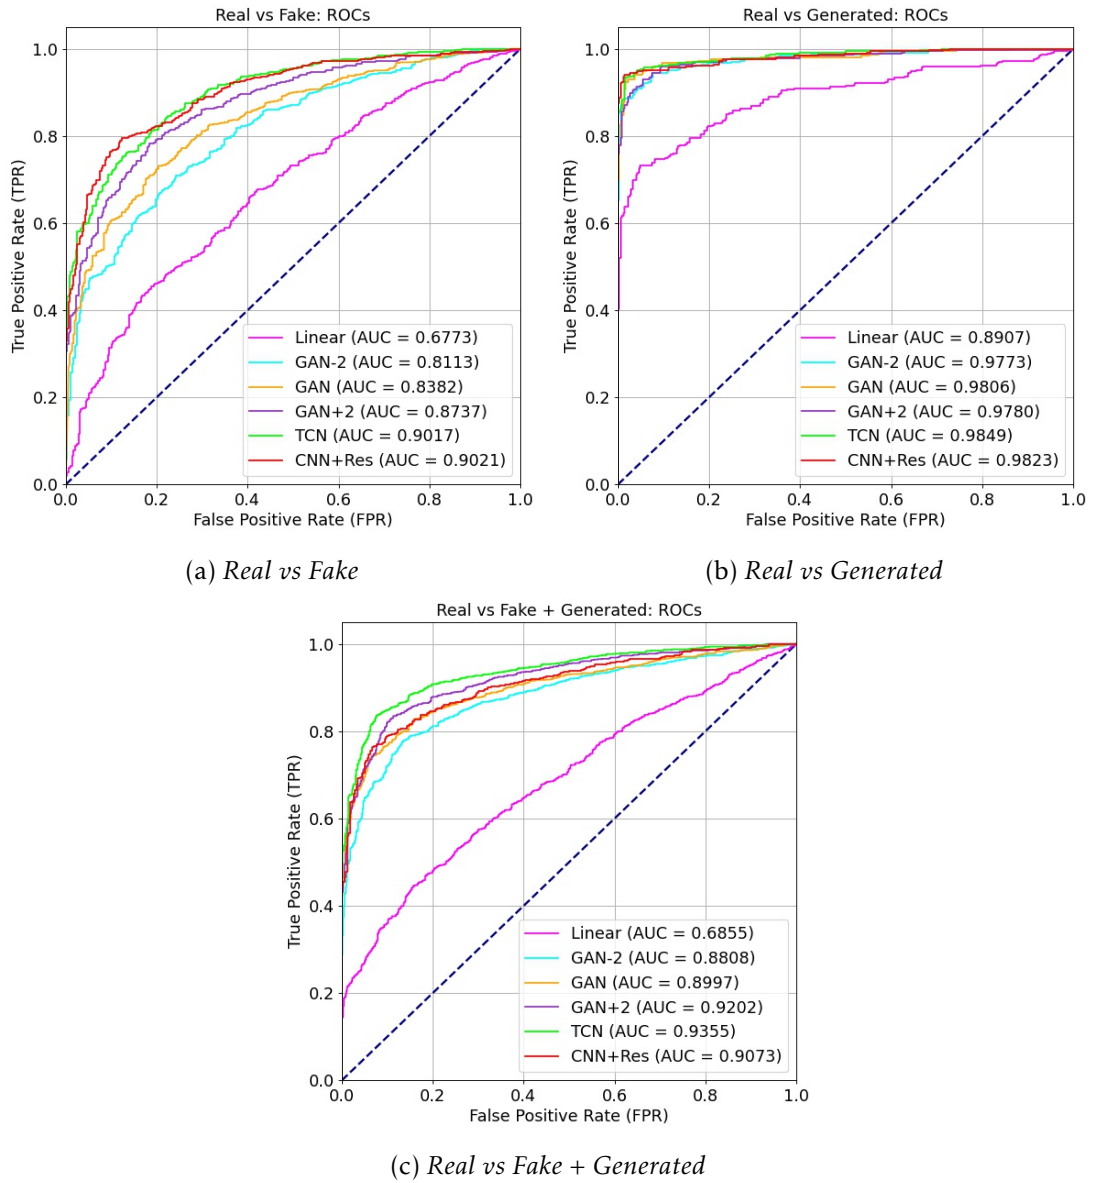 Real vs Fake: ROCs
True Positive Rate (TPR)
1.0
0.8
0.6
0.4
0.2
0.0
Linear (AUC = 0.6773)
GAN-2 (AUC = 0.8113)
GAN (AUC = 0.8382)
GAN+2 (AUC = 0.8737)
TCN (AUC = 0.9017)
CNN+Res (AUC = 0.9021)
0.0 0.2 0.4 0.6 0.8 1.0
False Positive Rate (FPR)
(a) Real vs Fake
Real vs Generated: ROCs
True Positive Rate (TPR)
1.0
0.8
0.6
0.4
0.2
0.0
Linear (AUC = 0.8907)
GAN-2 (AUC = 0.9773)
GAN (AUC = 0.9806)
GAN+2 (AUC = 0.9780)
TCN (AUC = 0.9849)
CNN+Res (AUC = 0.9823)
0.0 0.2 0.4 0.6 0.8 1.0
False Positive Rate (FPR)
(b) Real vs Generated
Real vs Fake + Generated: ROCs
True Positive Rate (TPR)
1.0
0.8
0.6
0.4
0.2
0.0
Linear (AUC = 0.6855)
GAN-2 (AUC = 0.8808)
GAN (AUC = 0.8997)
GAN+2 (AUC = 0.9202)
TCN (AUC = 0.9355)
CNN+Res (AUC = 0.9073)
0.0 0.2 0.4 0.6 0.8 1.0
False Positive Rate (FPR)
(c) Real vs Fake + Generated